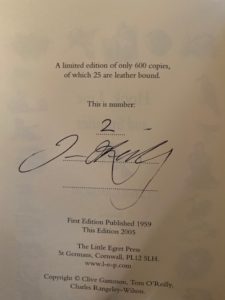 A limited edition of only 600 copies,
of which 25 are leather bound.
This is number:
2
First Edition Published 1959
This Edition 2005
The Little Egret Press
St Germans, Cornwall, PL12 5LH.
www.l-e-p.com
Copyright © Clive Gammon, Tom O'Reilly,
Charles Rangeley-Wilson.